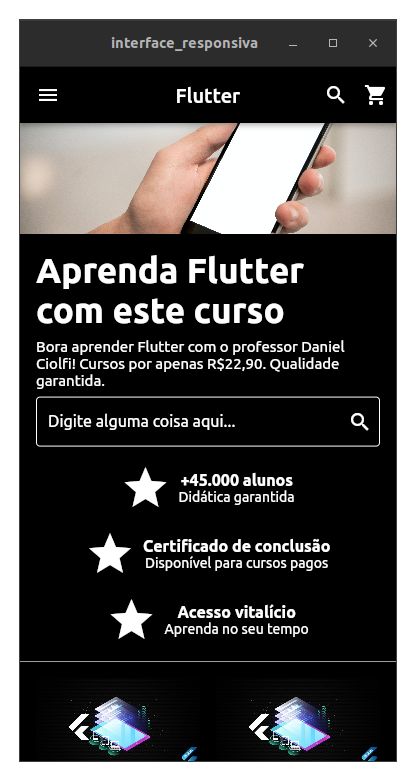 interface_responsiva
Flutter
Aprenda Flutter
com este curso
Bora aprender Flutter com o professor Daniel
Ciolfi! Cursos por apenas R$22,90. Qualidade
garantida.
Digite alguma coisa aqui...
+45.000 alunos
Didática garantida
Certificado de conclusão
Disponível para cursos pagos
Acesso vitalício
Aprenda no seu tempo